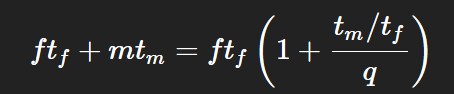 ft_f + mt_m = ft_f \left( 1 + \frac{t_m/t_f}{q} \right)